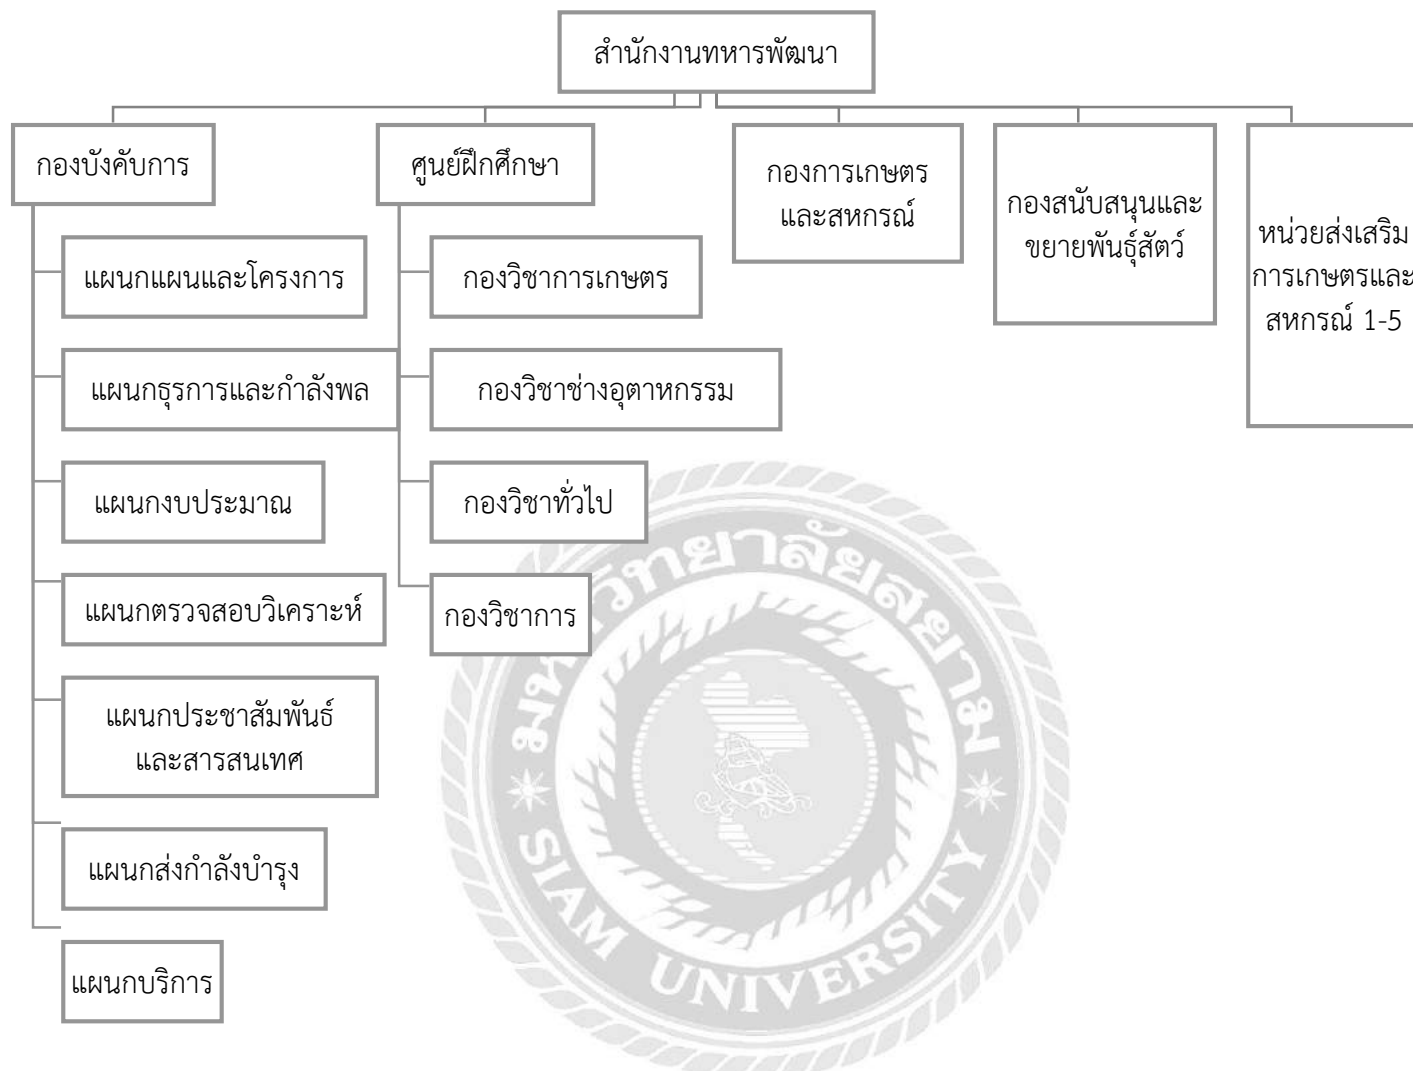 สำนักงานทหารพัฒนา
กองบังคับการ
ศูนย์ฝึกศึกษา
กองการเกษตร
และสหกรณ์
กองสนับสนุนและ
ขยายพันธุ์สัตว์
หน่วยส่งเสริม
การเกษตรและ
สหกรณ์ 1-5
แผนกแผนและโครงการ
แผนกธุรการและกำลังพล
แผนกงบประมาณ
แผนกตรวจสอบวิเคราะห์
แผนกประชาสัมพันธ์
และสารสนเทศ
แผนกส่งกำลังบำรุง
แผนกบริการ
กองวิชาการเกษตร
กองวิชาช่างอุตาหกรรม
กองวิชาทั่วไป
กองวิชาการ
มหาวิทยาลัยสยาม
SIAM UNIVERSITY